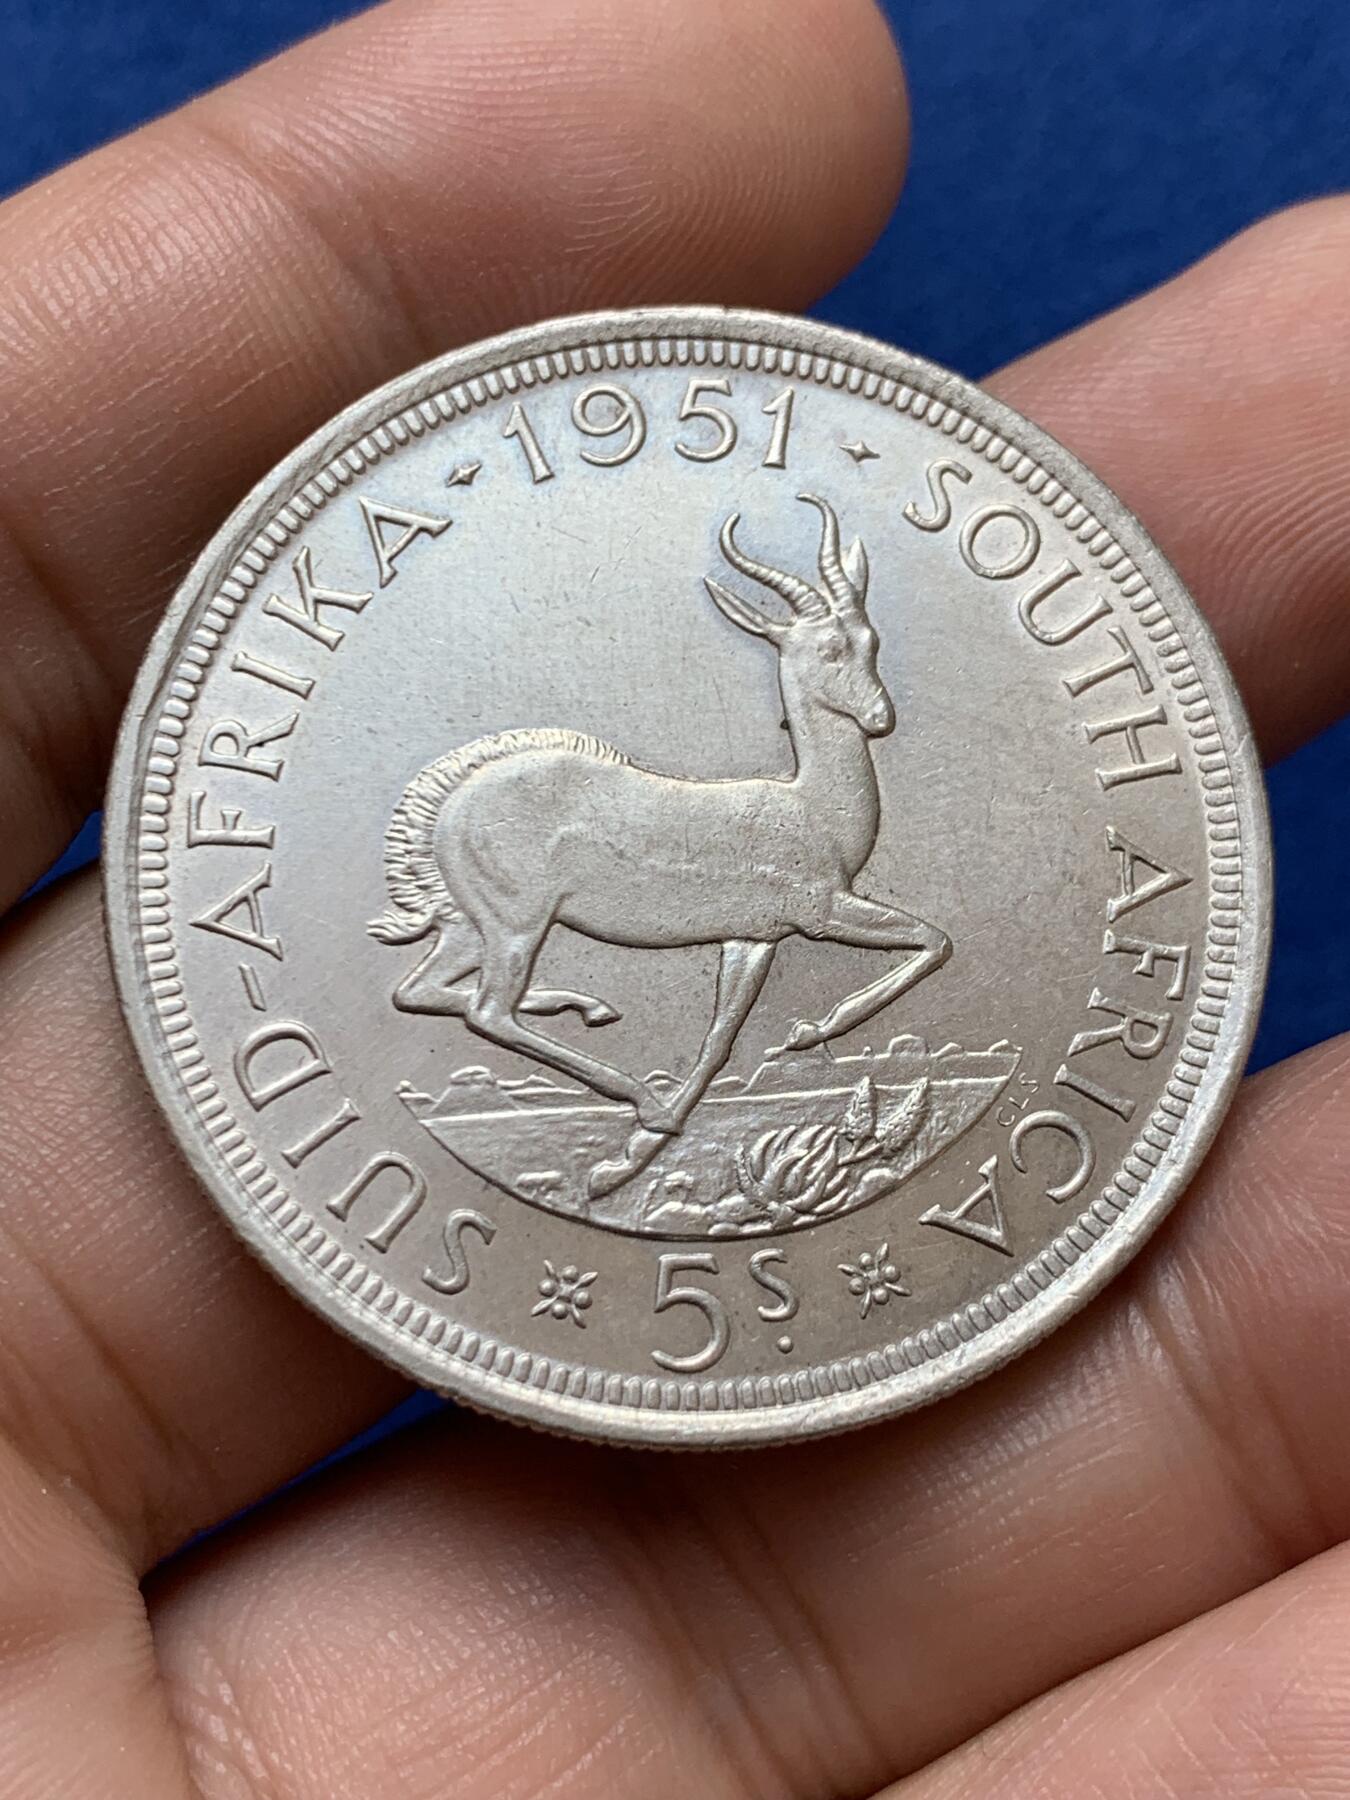 SUID-AFRIKA · 1951 · SOUTH AFRICA
CLS
5S.